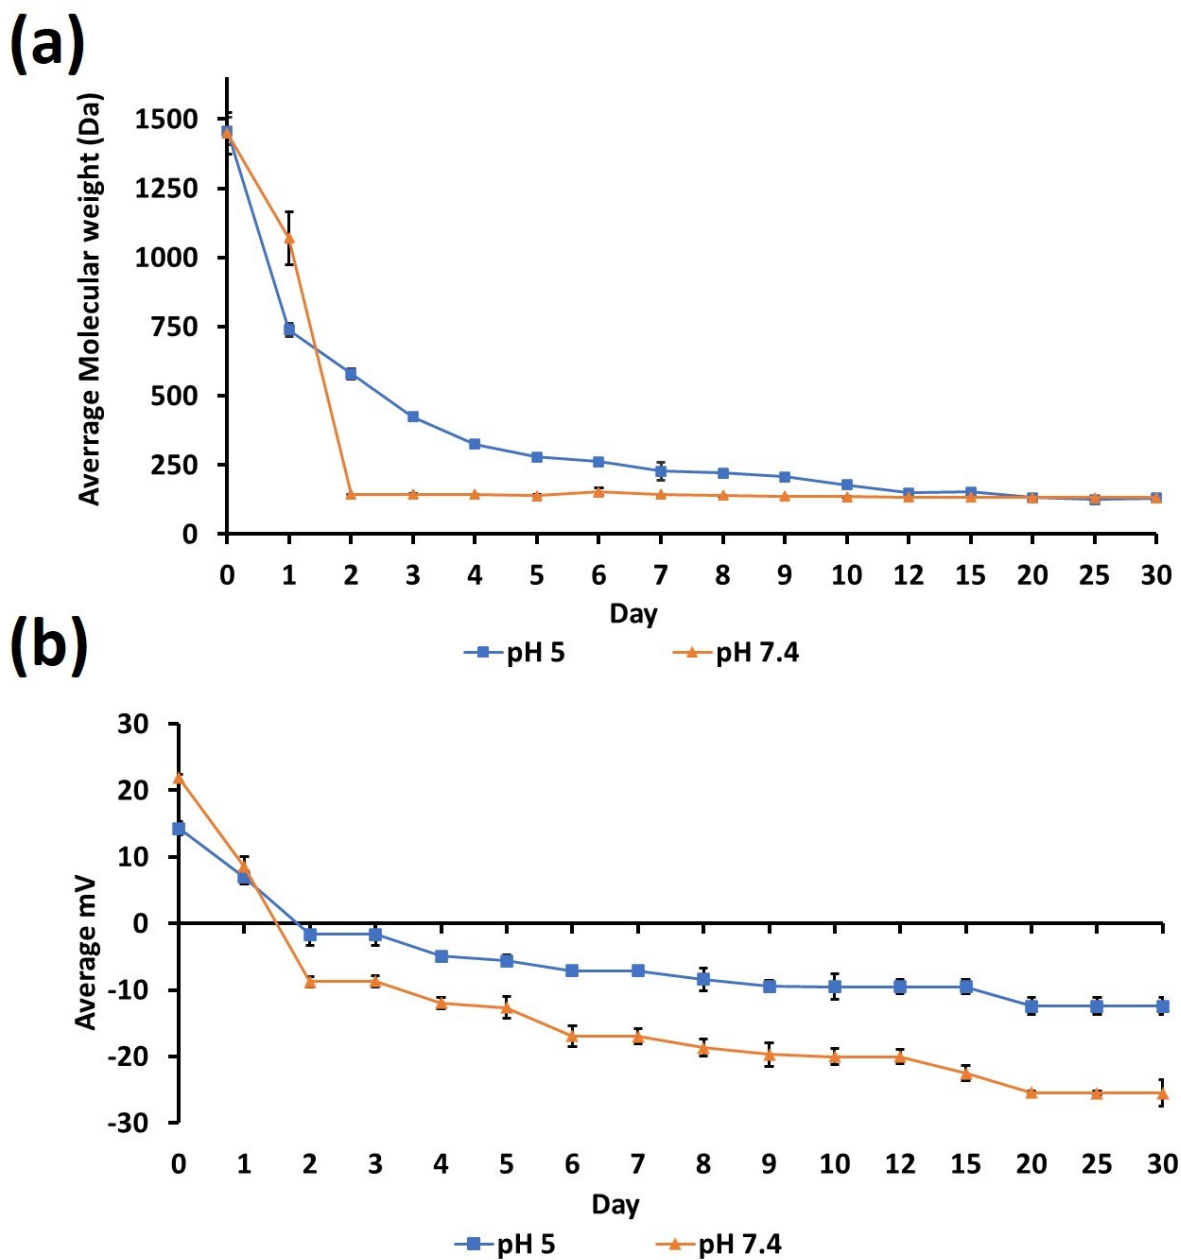 (a)
Averrage Molecular weight (Da)
1500
1250
1000
750
500
250
0
0 1 2 3 4 5 6 7 8 9 10 12 15 20 25 30
Day
pH 5 pH 7.4
(b)
Average mV
30
20
10
0
-10
-20
-30
0 1 2 3 4 5 6 7 8 9 10 12 15 20 25 30
Day
pH 5 pH 7.4